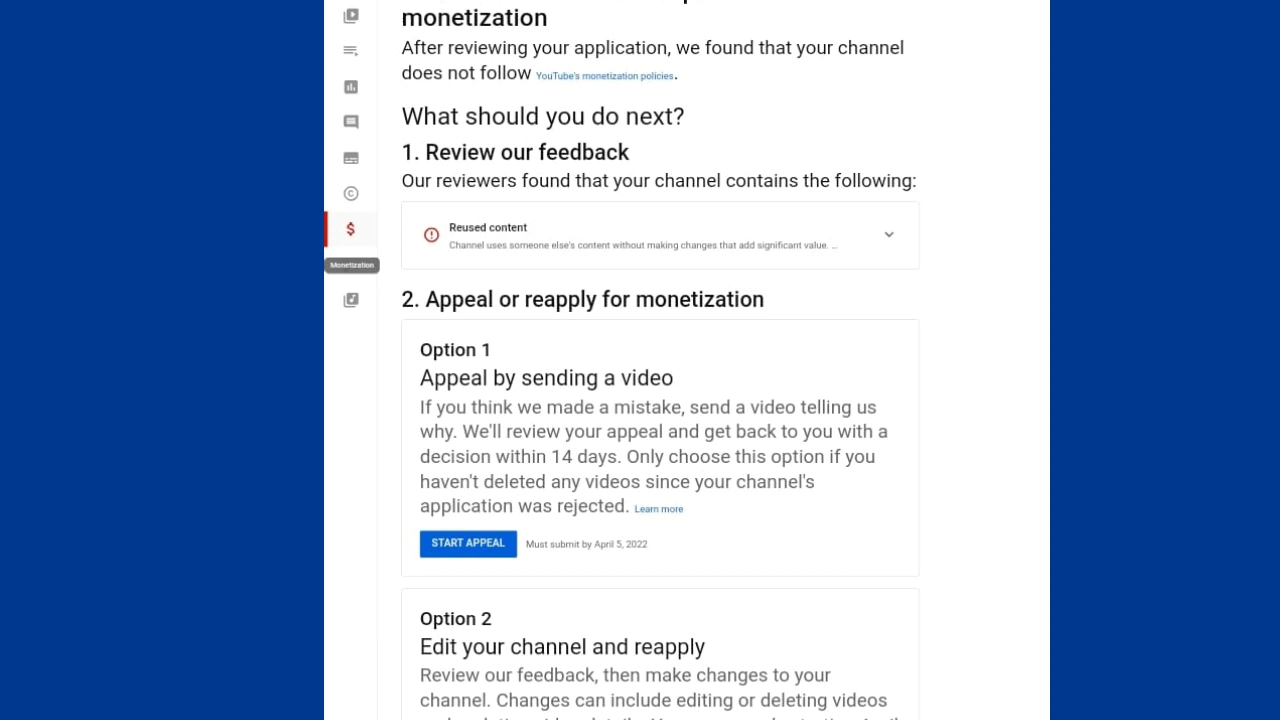 monetization
After reviewing your application, we found that your channel
does not follow YouTube's monetization policies.
What should you do next?
1. Review our feedback
Our reviewers found that your channel contains the following:
Reused content
Channel uses someone else's content without making changes that add significant value. ...
$
Monetization
2. Appeal or reapply for monetization
Option 1
Appeal by sending a video
If you think we made a mistake, send a video telling us
why. We'll review your appeal and get back to you with a
decision within 14 days. Only choose this option if you
haven't deleted any videos since your channel's
application was rejected. Learn more
START APPEAL Must submit by April 5, 2022
Option 2
Edit your channel and reapply
Review our feedback, then make changes to your
channel. Changes can include editing or deleting videos